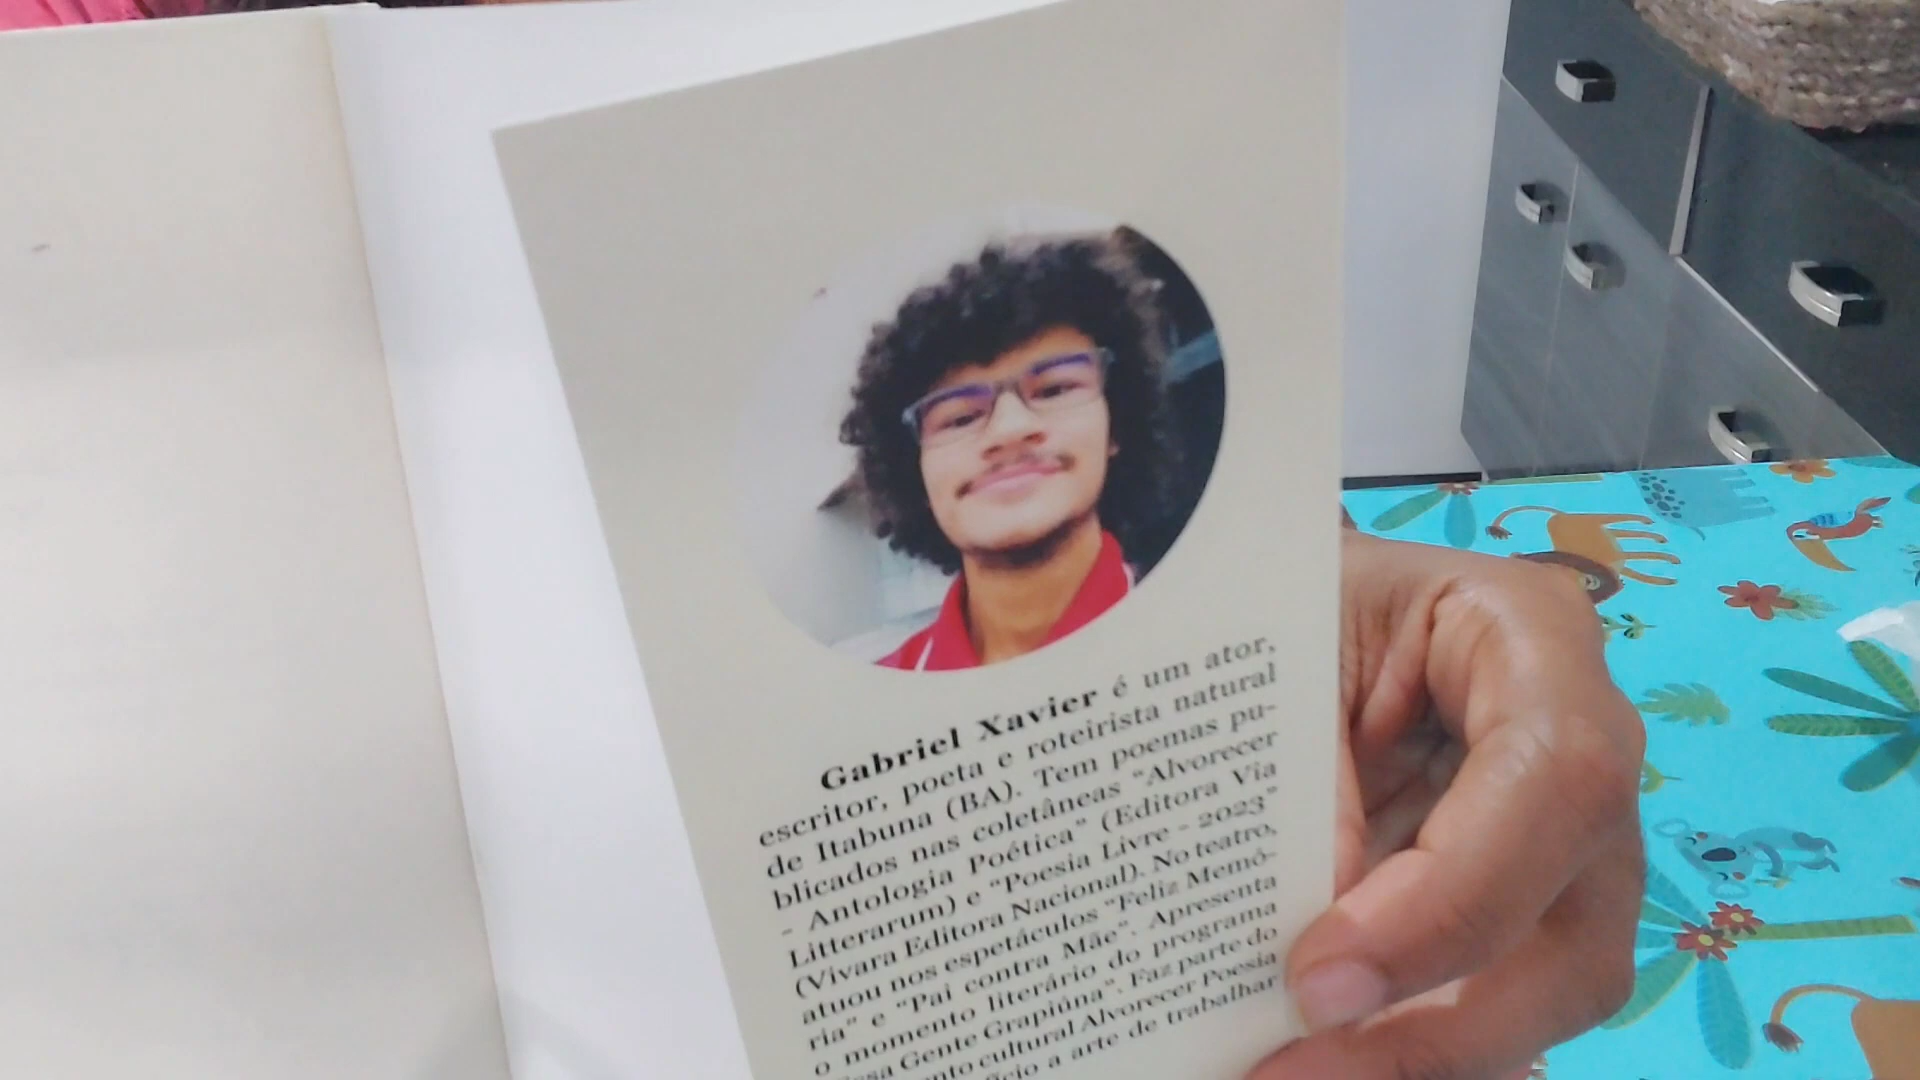 Gabriel Xavier é um ator,
escritor, poeta e roteirista natural
de Itabuna (BA). Tem poemas pu-
blicados nas coletâneas "Alvorecer
- Antologia Poética" (Editora Via
Litterarum) e "Poesia Livre - 2023"
(Vivara Editora Nacional). No teatro,
atuou nos espetáculos "Feliz Memó-
ria" e "Pai contra Mãe". Apresenta
o momento literário do programa
Gente Grapiúna". Faz parte do
cultural Alvorecer Poesia
a arte de trabalhar